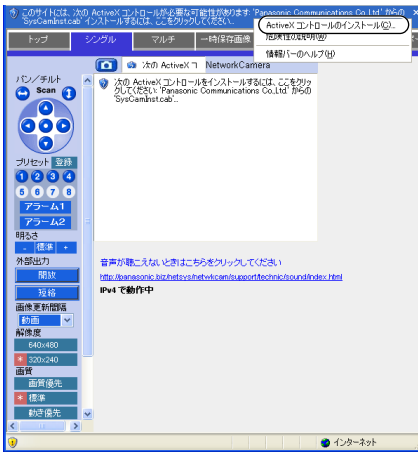 このサイトには、次の ActiveX コントロールが必要な可能性があります: 'Panasonic Communications Co.,Ltd.' からの
'SysCamInst.cab' インストールするには、ここをクリックしてください...
ActiveX コントロールのインストール(C)...
危険性の説明(W)
情報バーのヘルプ(H)
トップ シングル マルチ 一時保存画像
次の ActiveX コ NetworkCamera
次の ActiveX コントロールをインストールするには、ここをクリッ
クしてください: 'Panasonic Communications Co.,Ltd.' からの
'SysCamInst.cab'...
パン／チルト
Scan
プリセット 登録
1 2 3 4
5 6 7 8
アラーム1
アラーム2
明るさ
- 標準 +
外部出力
開放
短絡
画像更新間隔
動画
解像度
640×480
* 320×240
画質
画質優先
* 標準
動き優先
音声が聴こえないときはこちらをクリックしてください
http://panasonic.biz/netsys/netwkcam/support/technic/sound/index.html
IPv4 で動作中
インターネット